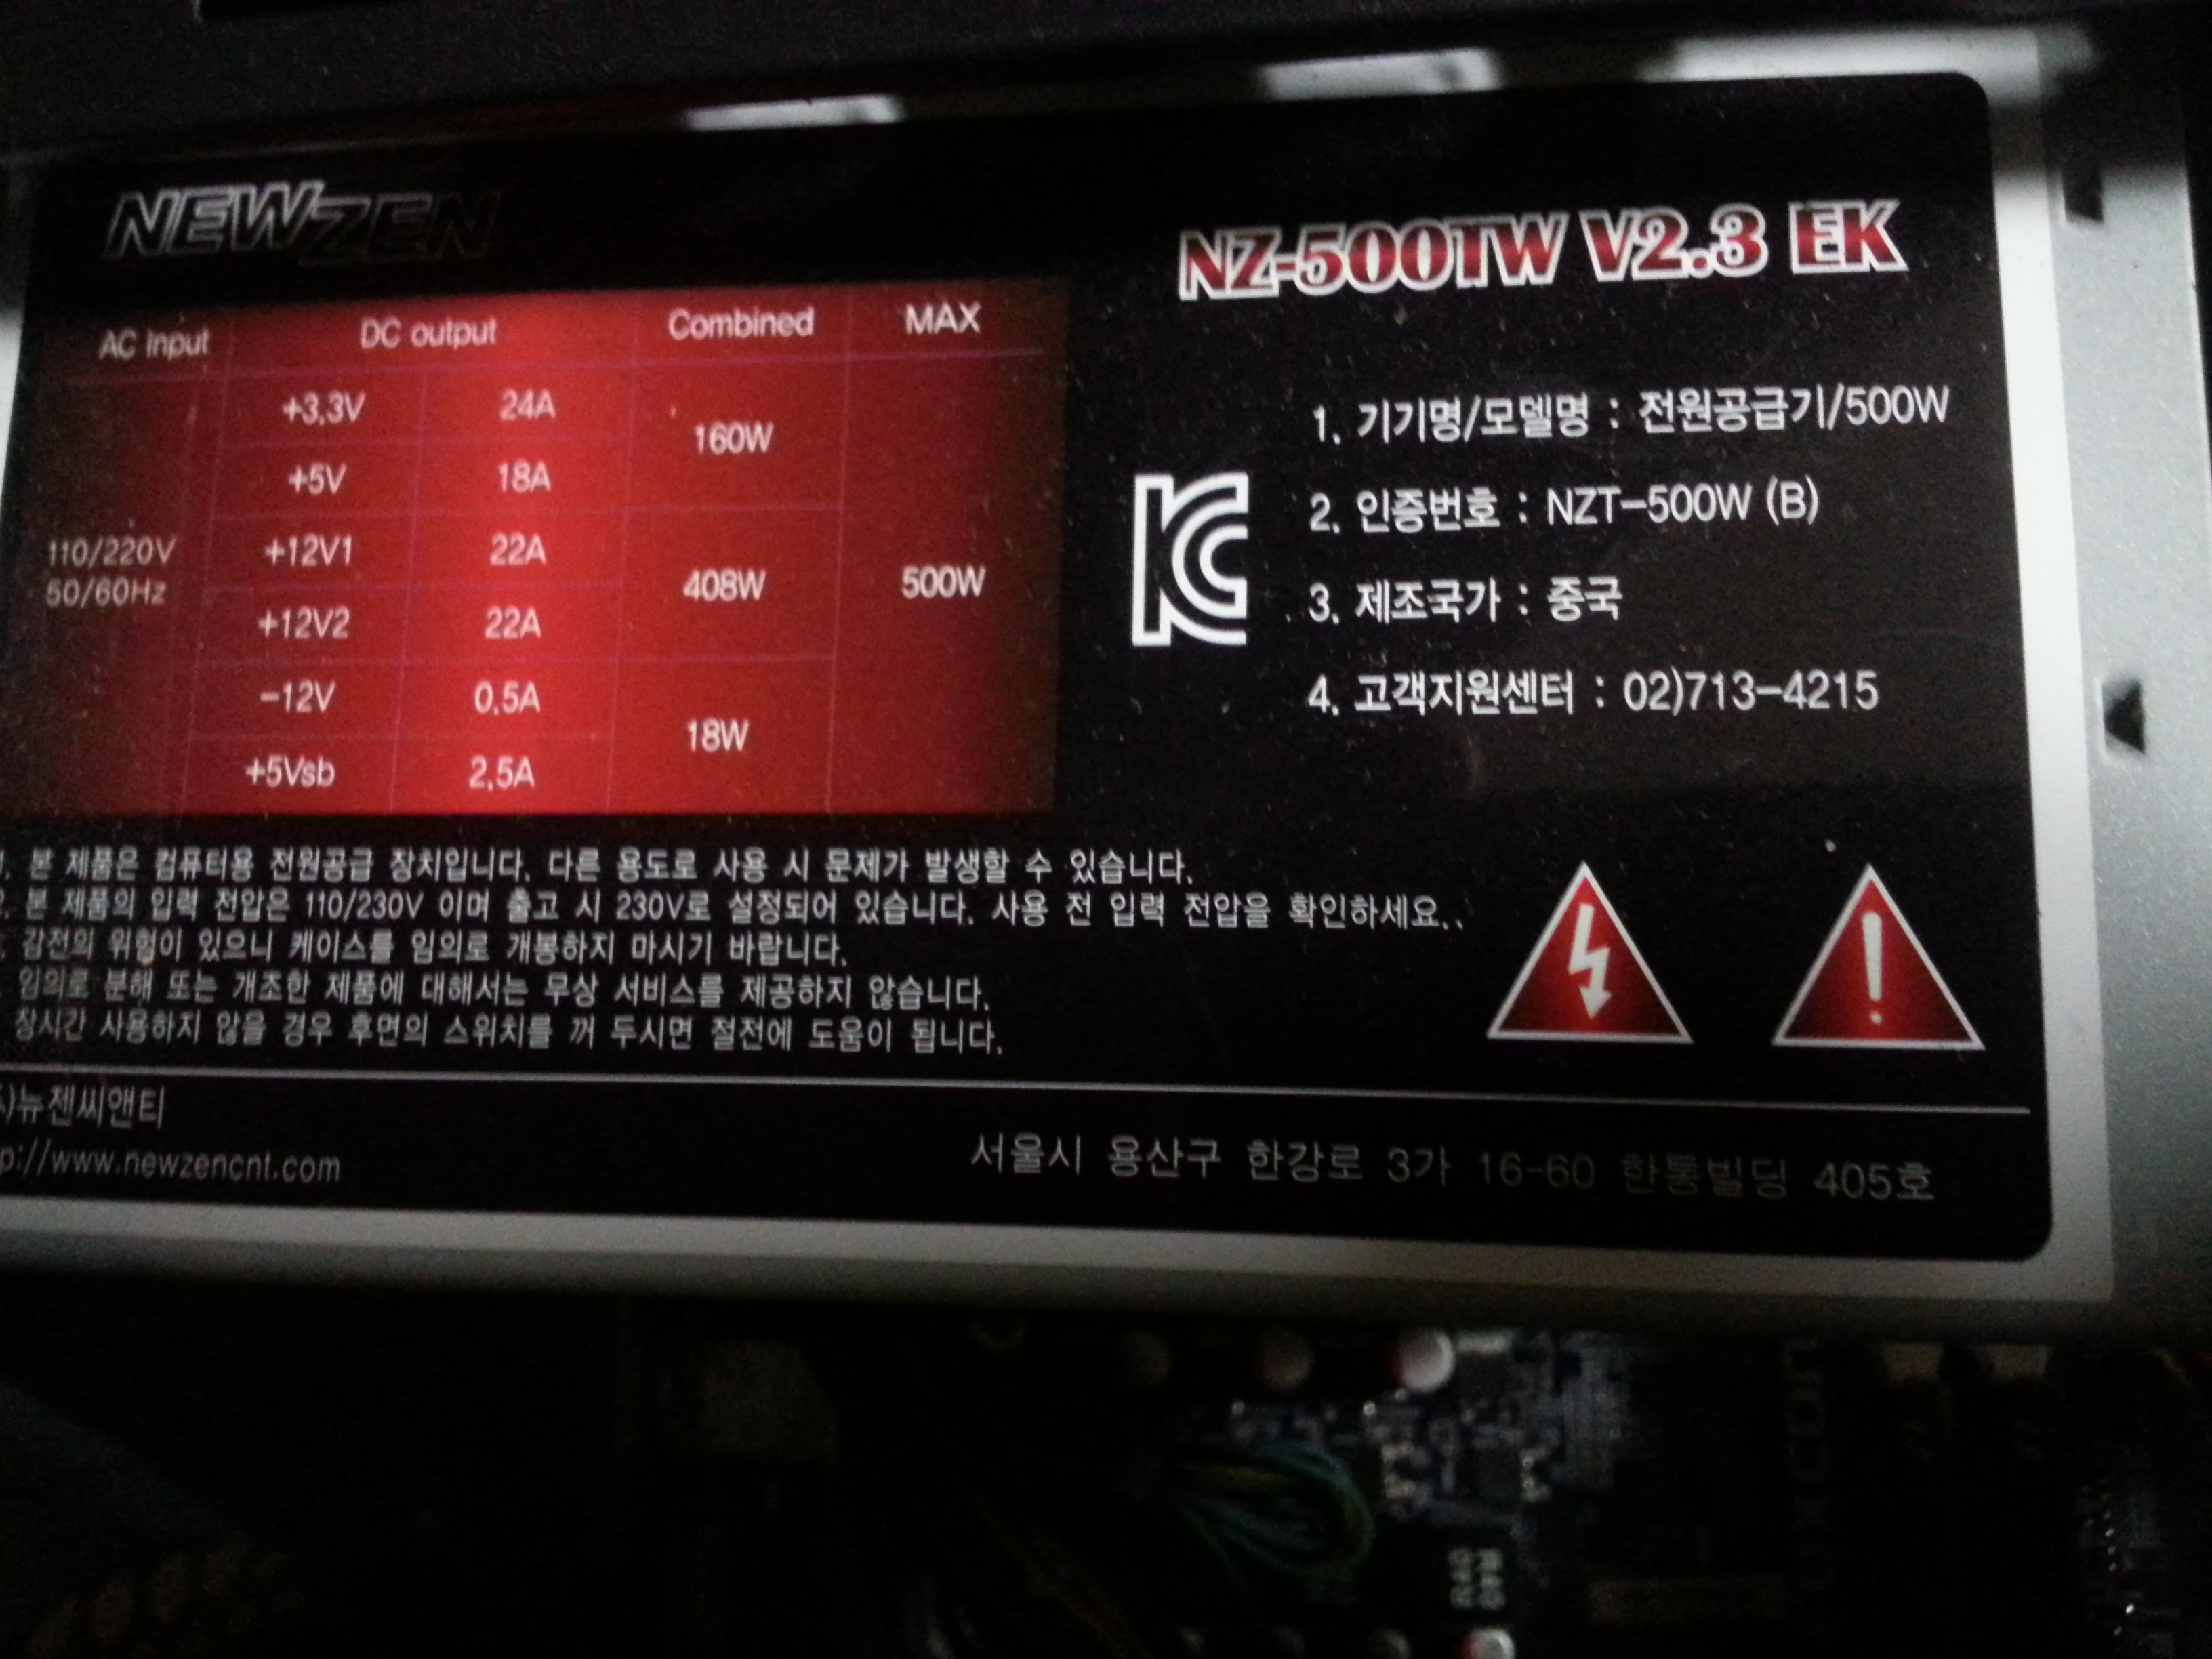 NEWZEN
NZ-500TW V2.3 EK
AC Input DC output Combined MAX
+3.3V 24A 160W
+5V 18A
110/220V 50/60Hz
+12V1 22A 408W 500W
+12V2 22A
-12V 0.5A 18W
+5Vsb 2.5A
1. 기기명/모델명 : 전원공급기/500W
2. 인증번호 : NZT-500W (B)
3. 제조국가 : 중국
4. 고객지원센터 : 02)713-4215
본 제품은 컴퓨터용 전원공급 장치입니다. 다른 용도로 사용 시 문제가 발생할 수 있습니다.
본 제품의 입력 전압은 110/230V 이며 출고 시 230V로 설정되어 있습니다. 사용 전 입력 전압을 확인하세요..
감전의 위험이 있으니 케이스를 임의로 개봉하지 마시기 바랍니다.
임의로 분해 또는 개조한 제품에 대해서는 무상 서비스를 제공하지 않습니다.
장시간 사용하지 않을 경우 후면의 스위치를 꺼 두시면 절전에 도움이 됩니다.
)뉴젠씨앤티
p://www.newzencnt.com
서울시 용산구 한강로 3가 16-60 한통빌딩 405호